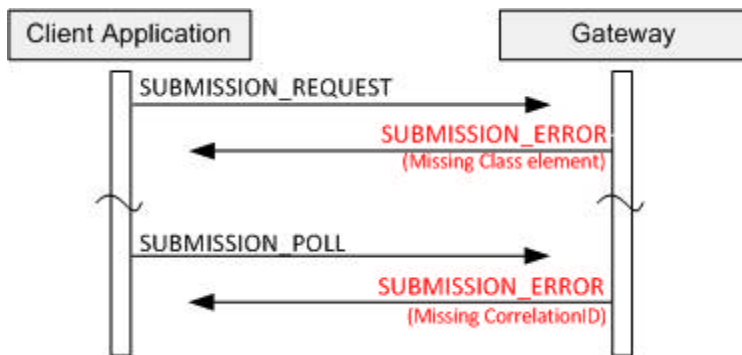 Client Application
Gateway
SUBMISSION_REQUEST
SUBMISSION_ERROR
(Missing Class element)
SUBMISSION_POLL
SUBMISSION_ERROR
(Missing CorrelationID)